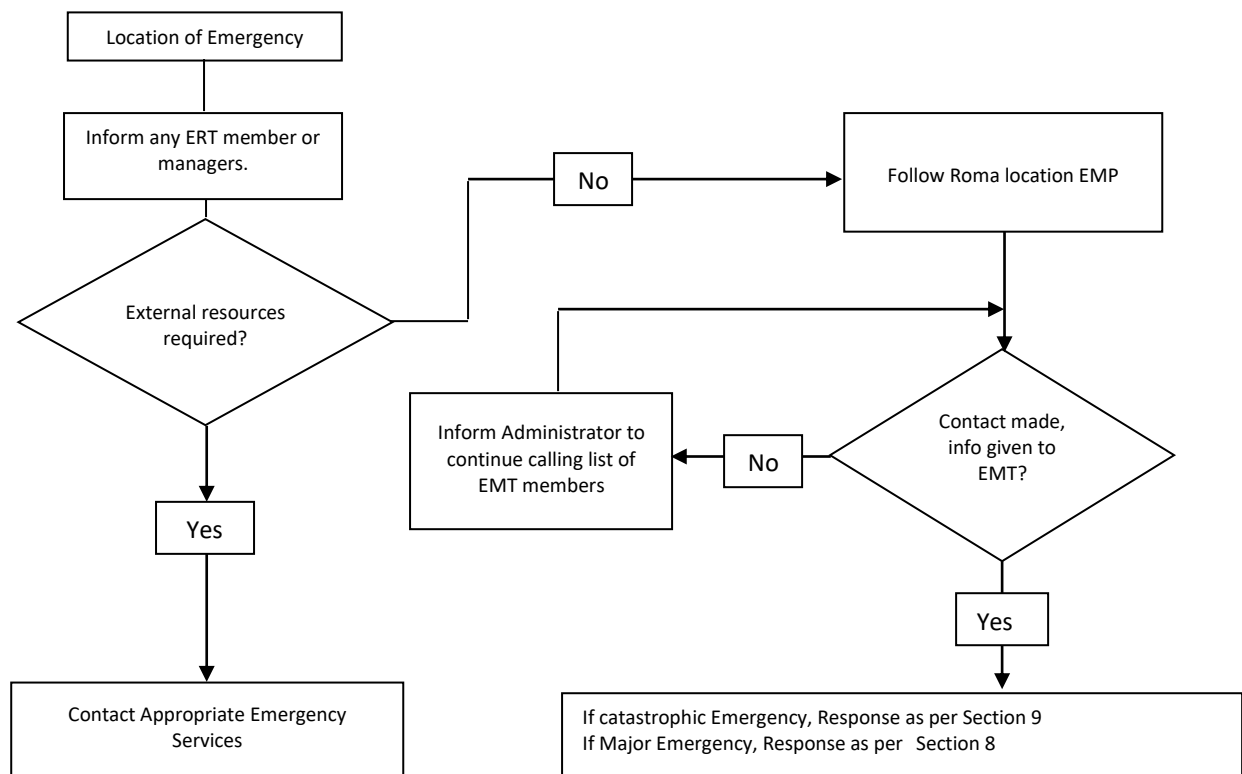 Location of Emergency
Inform any ERT member or
managers.
No
Follow Roma location EMP
External resources
required?
Inform Administrator to
continue calling list of
EMT members
No
Contact made,
info given to
EMT?
Yes
Yes
Contact Appropriate Emergency
Services
If catastrophic Emergency, Response as per Section 9
If Major Emergency, Response as per Section 8